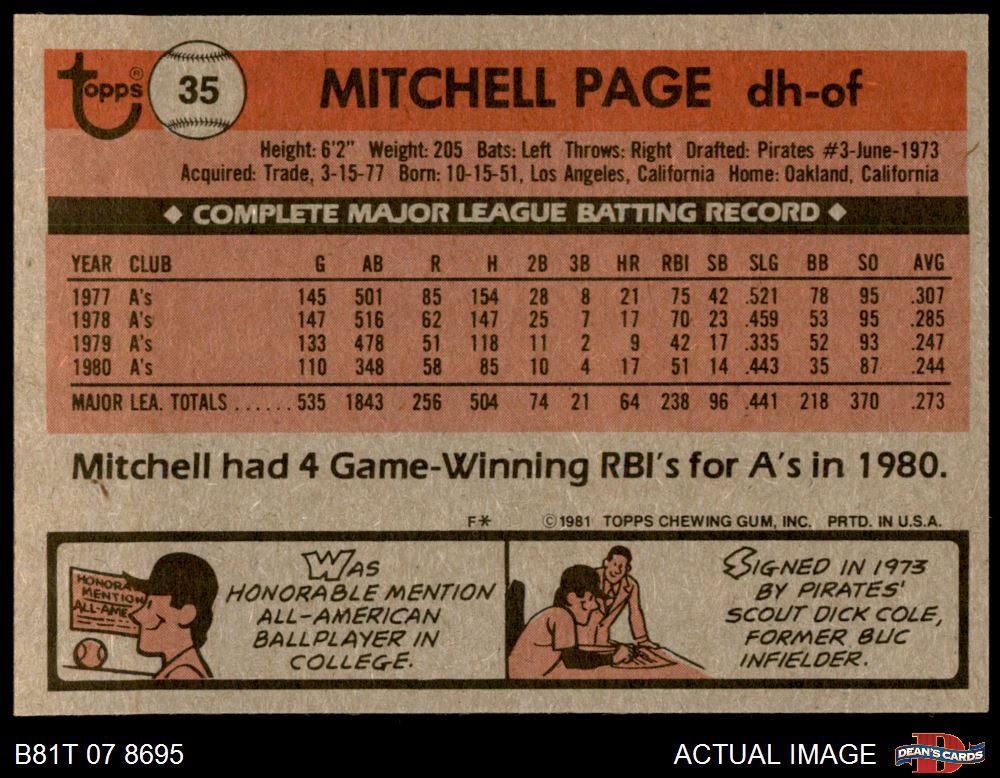 topps® 35 MITCHELL PAGE dh-of
Height: 6'2" Weight: 205 Bats: Left Throws: Right Drafted: Pirates #3-June-1973
Acquired: Trade, 3-15-77 Born: 10-15-51, Los Angeles, California Home: Oakland, California
◆ COMPLETE MAJOR LEAGUE BATTING RECORD ◆
YEAR CLUB G AB R H 2B 3B HR RBI SB SLG BB SO AVG
1977 A's 145 501 85 154 28 8 21 75 42 .521 78 95 .307
1978 A's 147 516 62 147 25 7 17 70 23 .459 53 95 .285
1979 A's 133 478 51 118 11 2 9 42 17 .335 52 93 .247
1980 A's 110 348 58 85 10 4 17 51 14 .443 35 87 .244
MAJOR LEA. TOTALS ...... 535 1843 256 504 74 21 64 238 96 .441 218 370 .273
Mitchell had 4 Game-Winning RBI's for A's in 1980.
F* © 1981 TOPPS CHEWING GUM, INC. PRTD. IN U.S.A.
HONORA
MENTION
ALL-AME
WAS
HONORABLE MENTION
ALL-AMERICAN
BALLPLAYER IN
COLLEGE.
SIGNED IN 1973
BY PIRATES'
SCOUT DICK COLE,
FORMER BUC
INFIELDER.
B81T 07 8695 ACTUAL IMAGE DEAN'S CARDS